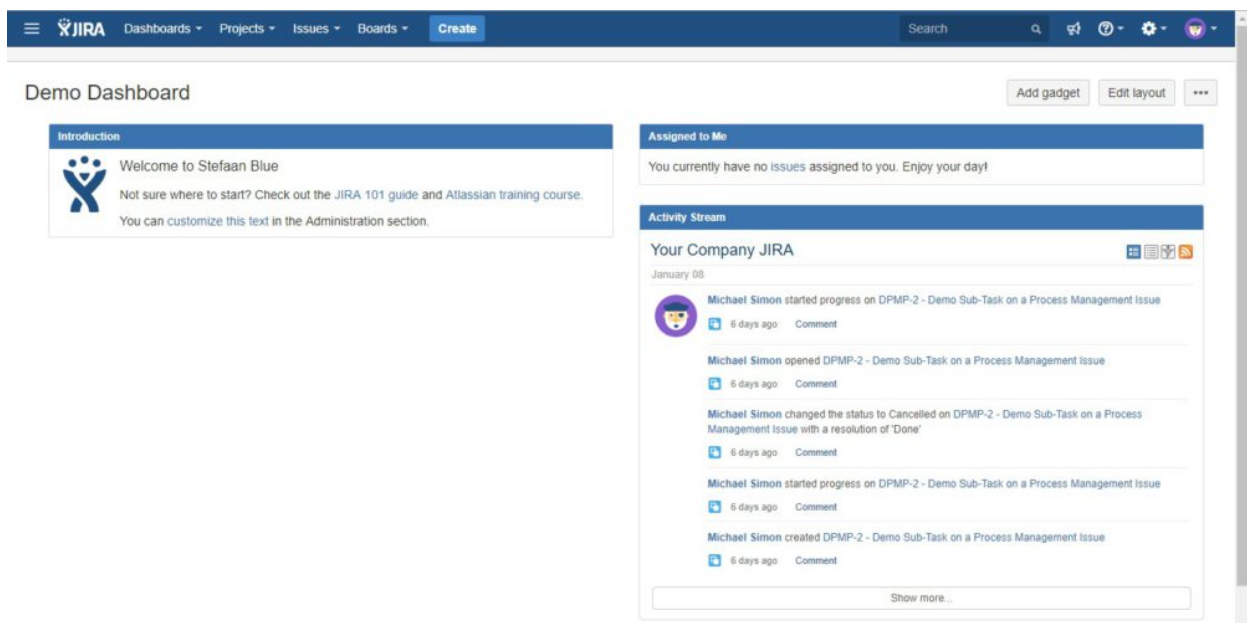 JIRA Dashboards Projects Issues Boards Create Search
Demo Dashboard
Add gadget Edit layout
Introduction
Welcome to Stefaan Blue
Not sure where to start? Check out the JIRA 101 guide and Atlassian training course.
You can customize this text in the Administration section.
Assigned to Me
You currently have no issues assigned to you. Enjoy your day!
Activity Stream
Your Company JIRA
January 08
Michael Simon started progress on DPMP-2 - Demo Sub-Task on a Process Management Issue
6 days ago Comment
Michael Simon opened DPMP-2 - Demo Sub-Task on a Process Management Issue
6 days ago Comment
Michael Simon changed the status to Cancelled on DPMP-2 - Demo Sub-Task on a Process
Management Issue with a resolution of 'Done'
6 days ago Comment
Michael Simon started progress on DPMP-2 - Demo Sub-Task on a Process Management Issue
6 days ago Comment
Michael Simon created DPMP-2 - Demo Sub-Task on a Process Management Issue
6 days ago Comment
Show more...